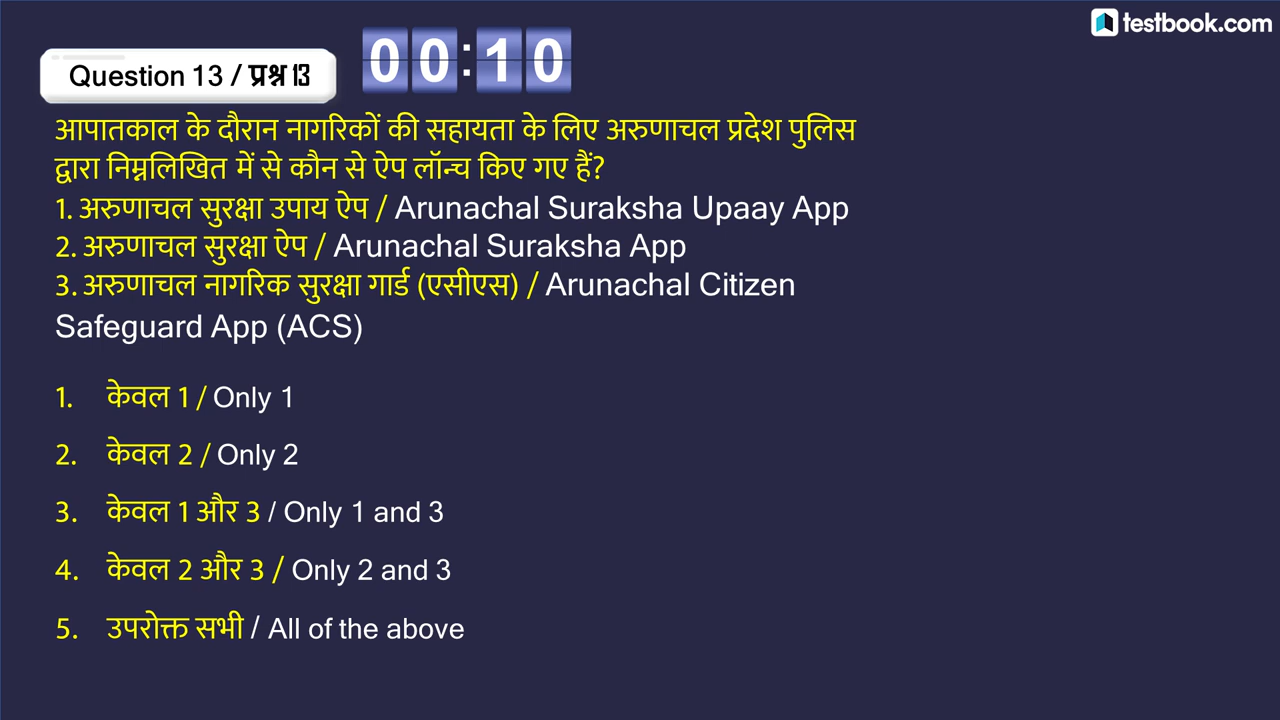 testbook.com
Question 13 / प्रश्न 13
00:10
आपातकाल के दौरान नागरिकों की सहायता के लिए अरुणाचल प्रदेश पुलिस
द्वारा निम्नलिखित में से कौन से ऐप लॉन्च किए गए हैं?
1. अरुणाचल सुरक्षा उपाय ऐप / Arunachal Suraksha Upaay App
2. अरुणाचल सुरक्षा ऐप / Arunachal Suraksha App
3. अरुणाचल नागरिक सुरक्षा गार्ड (एसीएस) / Arunachal Citizen
Safeguard App (ACS)
1. केवल 1 / Only 1
2. केवल 2 / Only 2
3. केवल 1 और 3 / Only 1 and 3
4. केवल 2 और 3 / Only 2 and 3
5. उपरोक्त सभी / All of the above